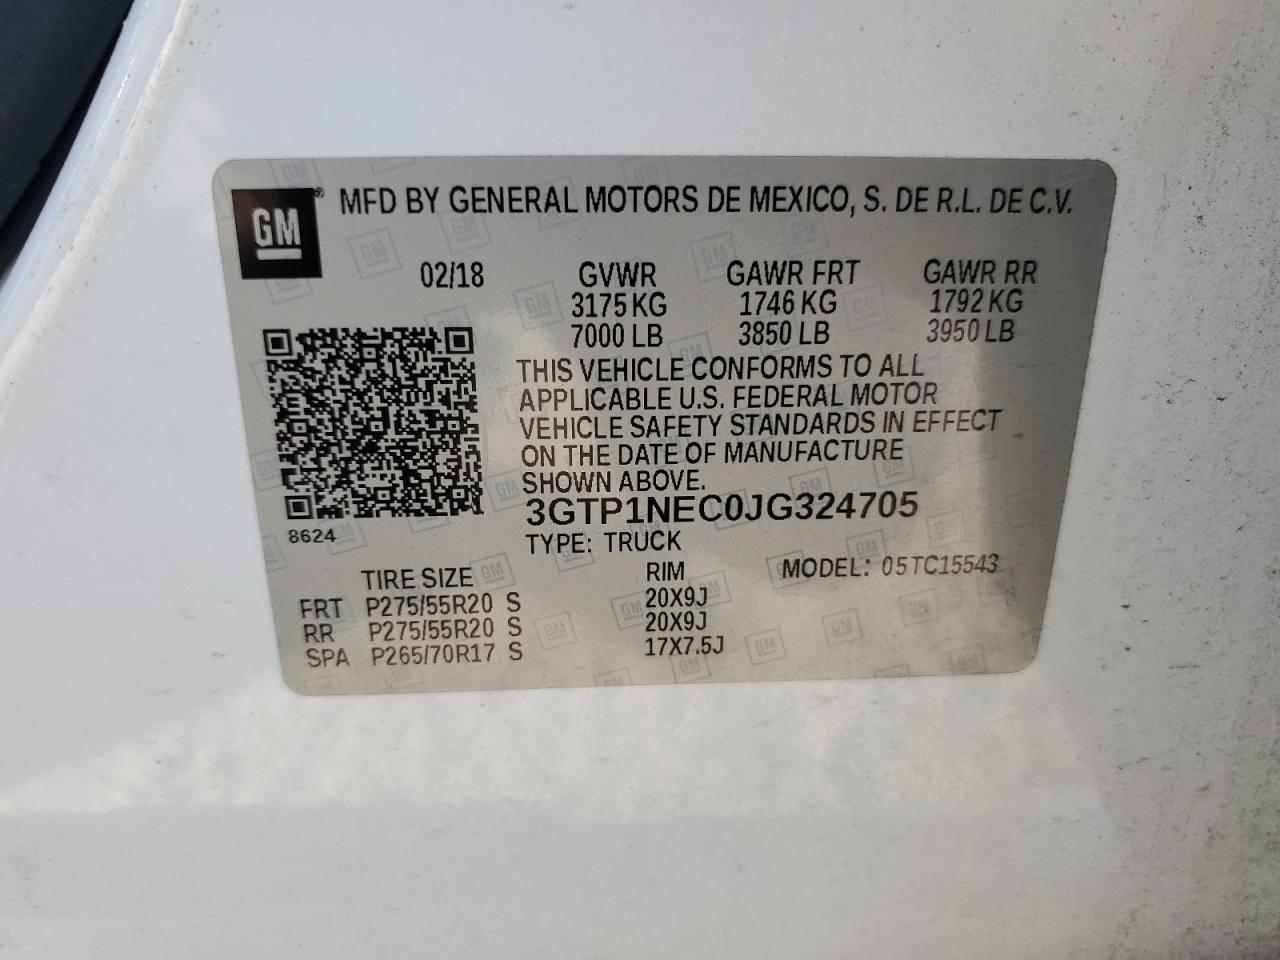 GM ® MFD BY GENERAL MOTORS DE MEXICO, S. DE R.L. DE C.V.
02/18 GVWR GAWR FRT GAWR RR
3175 KG 1746 KG 1792 KG
7000 LB 3850 LB 3950 LB
THIS VEHICLE CONFORMS TO ALL
APPLICABLE U.S. FEDERAL MOTOR
VEHICLE SAFETY STANDARDS IN EFFECT
ON THE DATE OF MANUFACTURE
SHOWN ABOVE.
3GTP1NEC0JG324705
8624 TYPE: TRUCK
TIRE SIZE RIM MODEL: 05TC15543
FRT P275/55R20 S 20X9J
RR P275/55R20 S 20X9J
SPA P265/70R17 S 17X7.5J